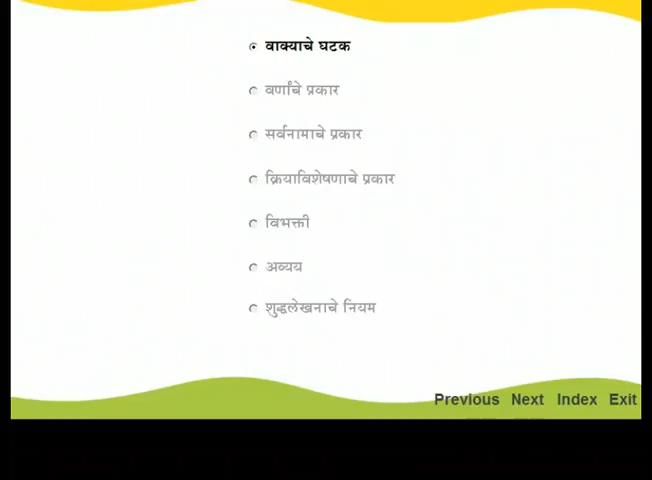 वाक्याचे घटक
वर्णांचे प्रकार
सर्वनामाचे प्रकार
क्रियाविशेषणाचे प्रकार
विभक्ती
अव्यय
शुद्धलेखनाचे नियम
Previous Next Index Exit